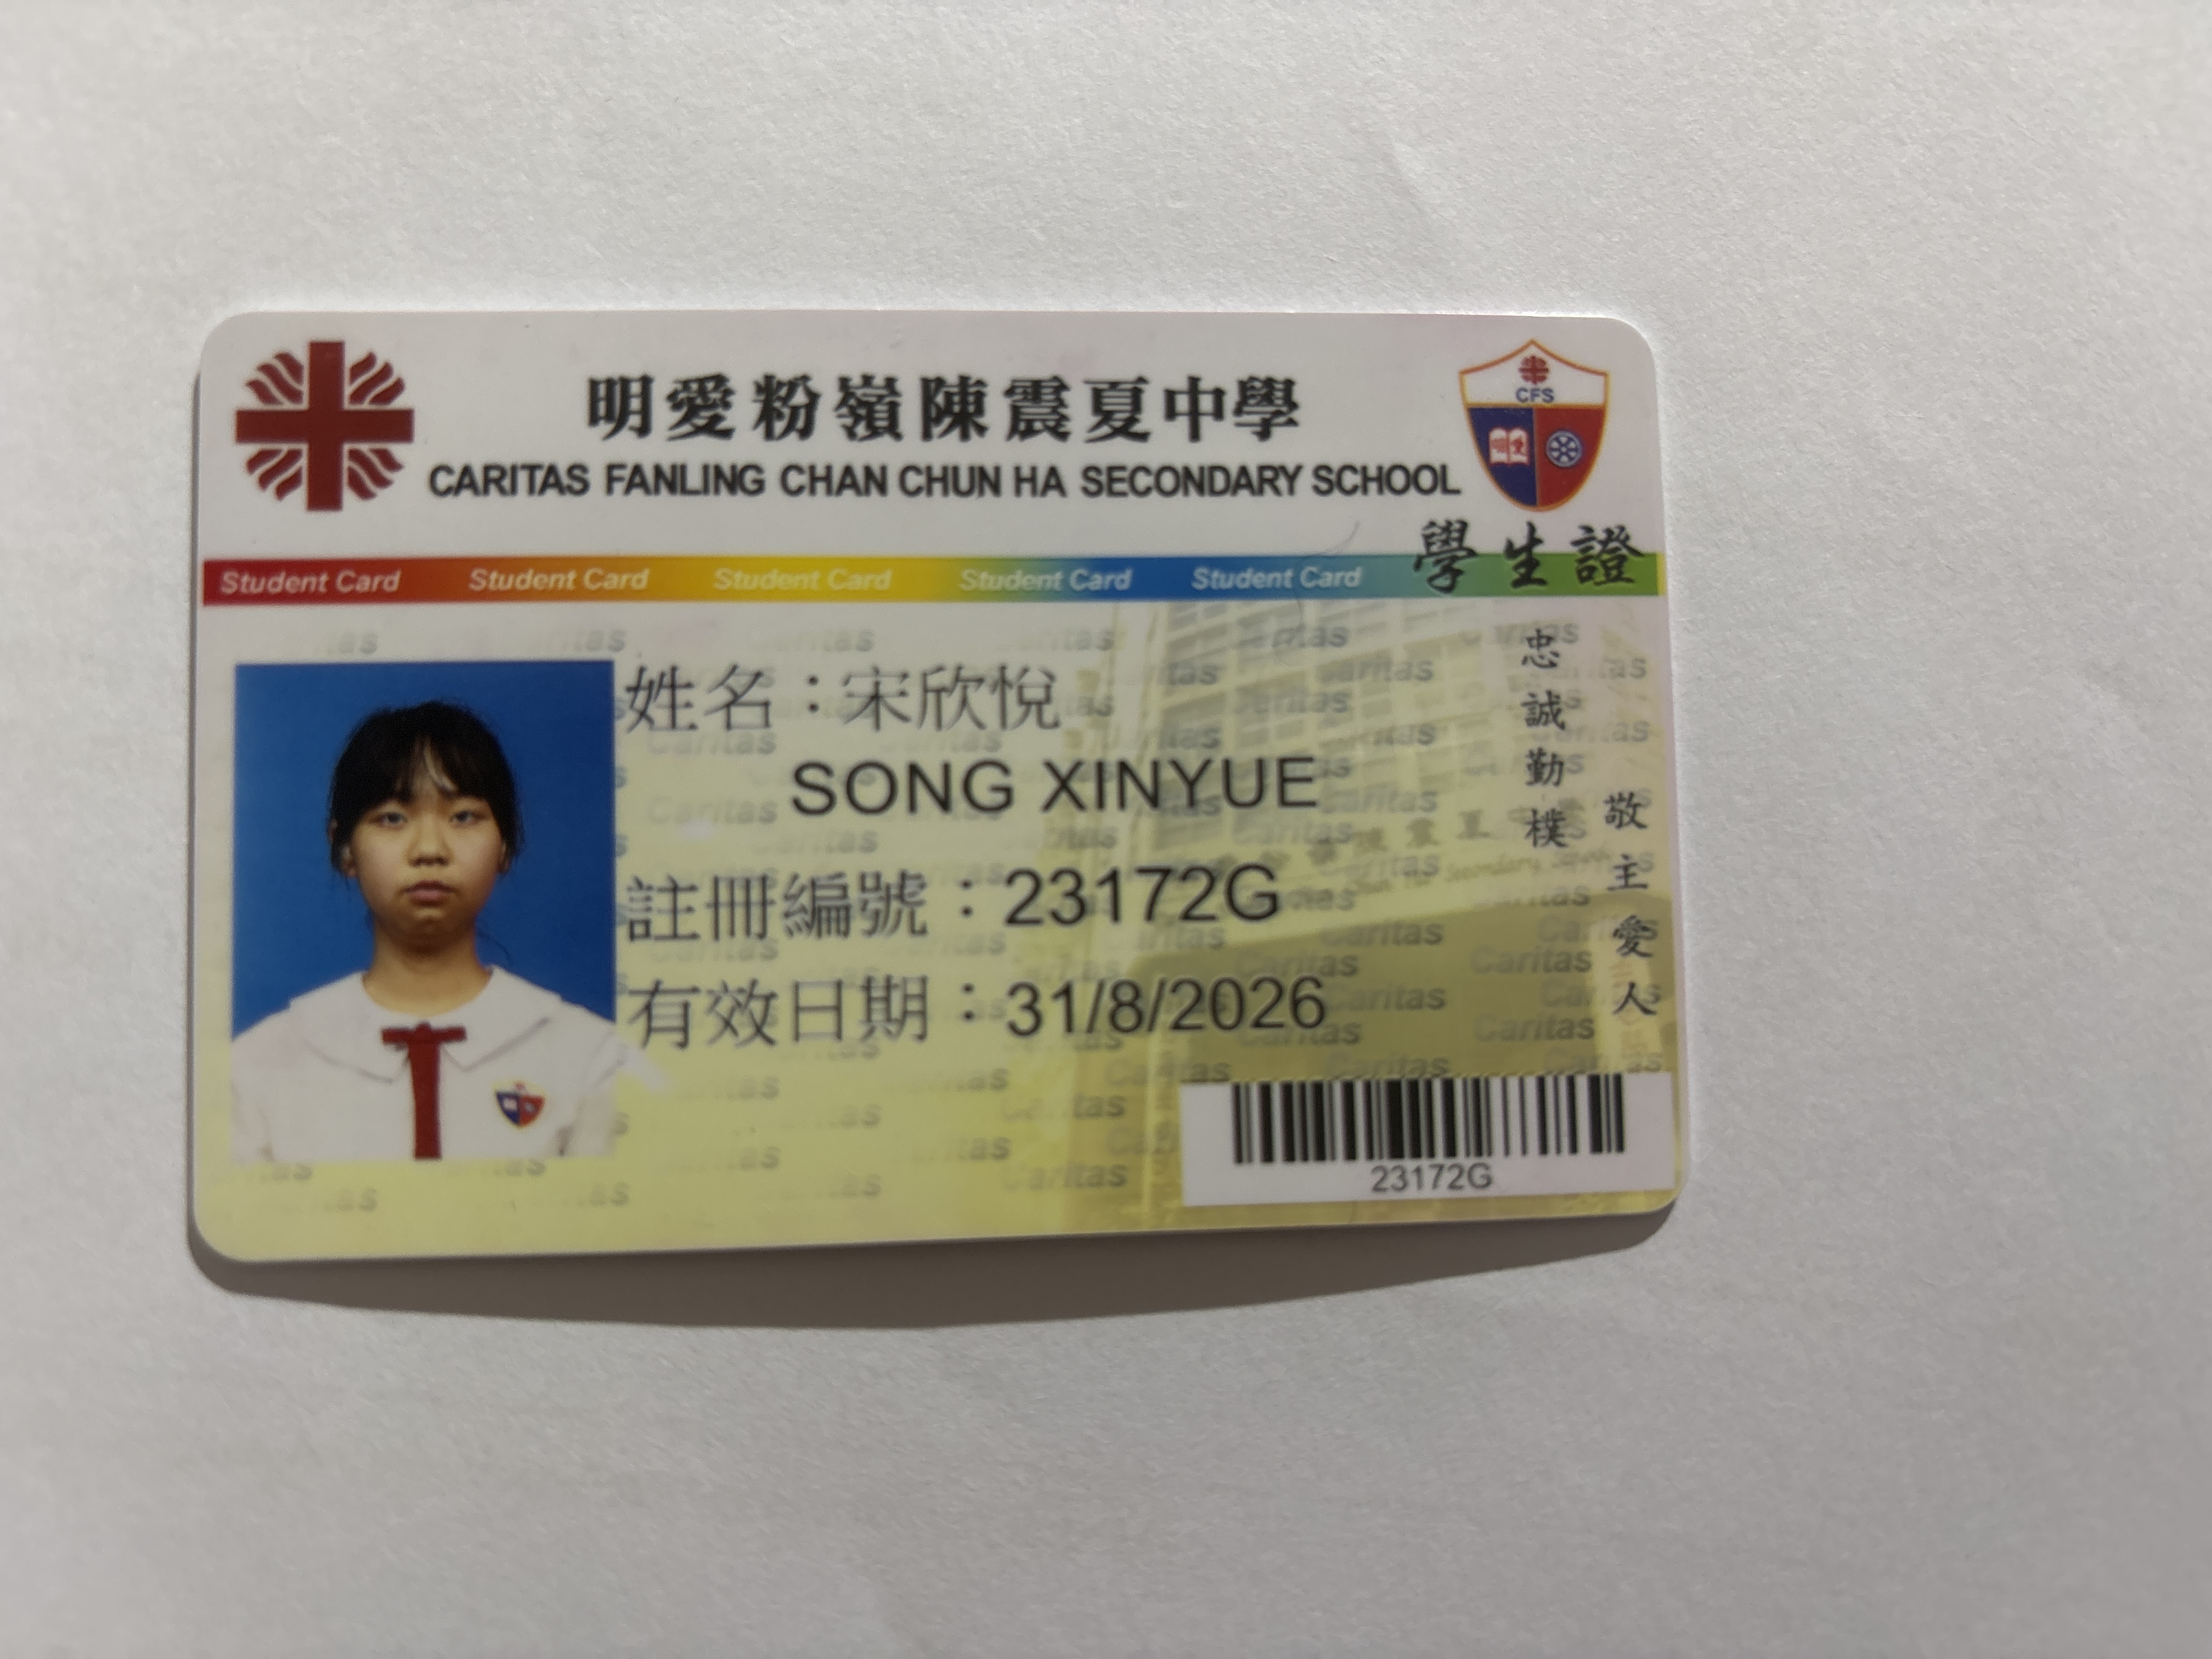 明愛粉嶺陳震夏中學
CARITAS FANLING CHAN CHUN HA SECONDARY SCHOOL
CFS
學生證
Student Card Student Card Student Card Student Card Student Card
姓名：宋欣悅
SONG XINYUE
註冊編號：23172G
有效日期：31/8/2026
忠誠勤樸
敬主愛人
23172G